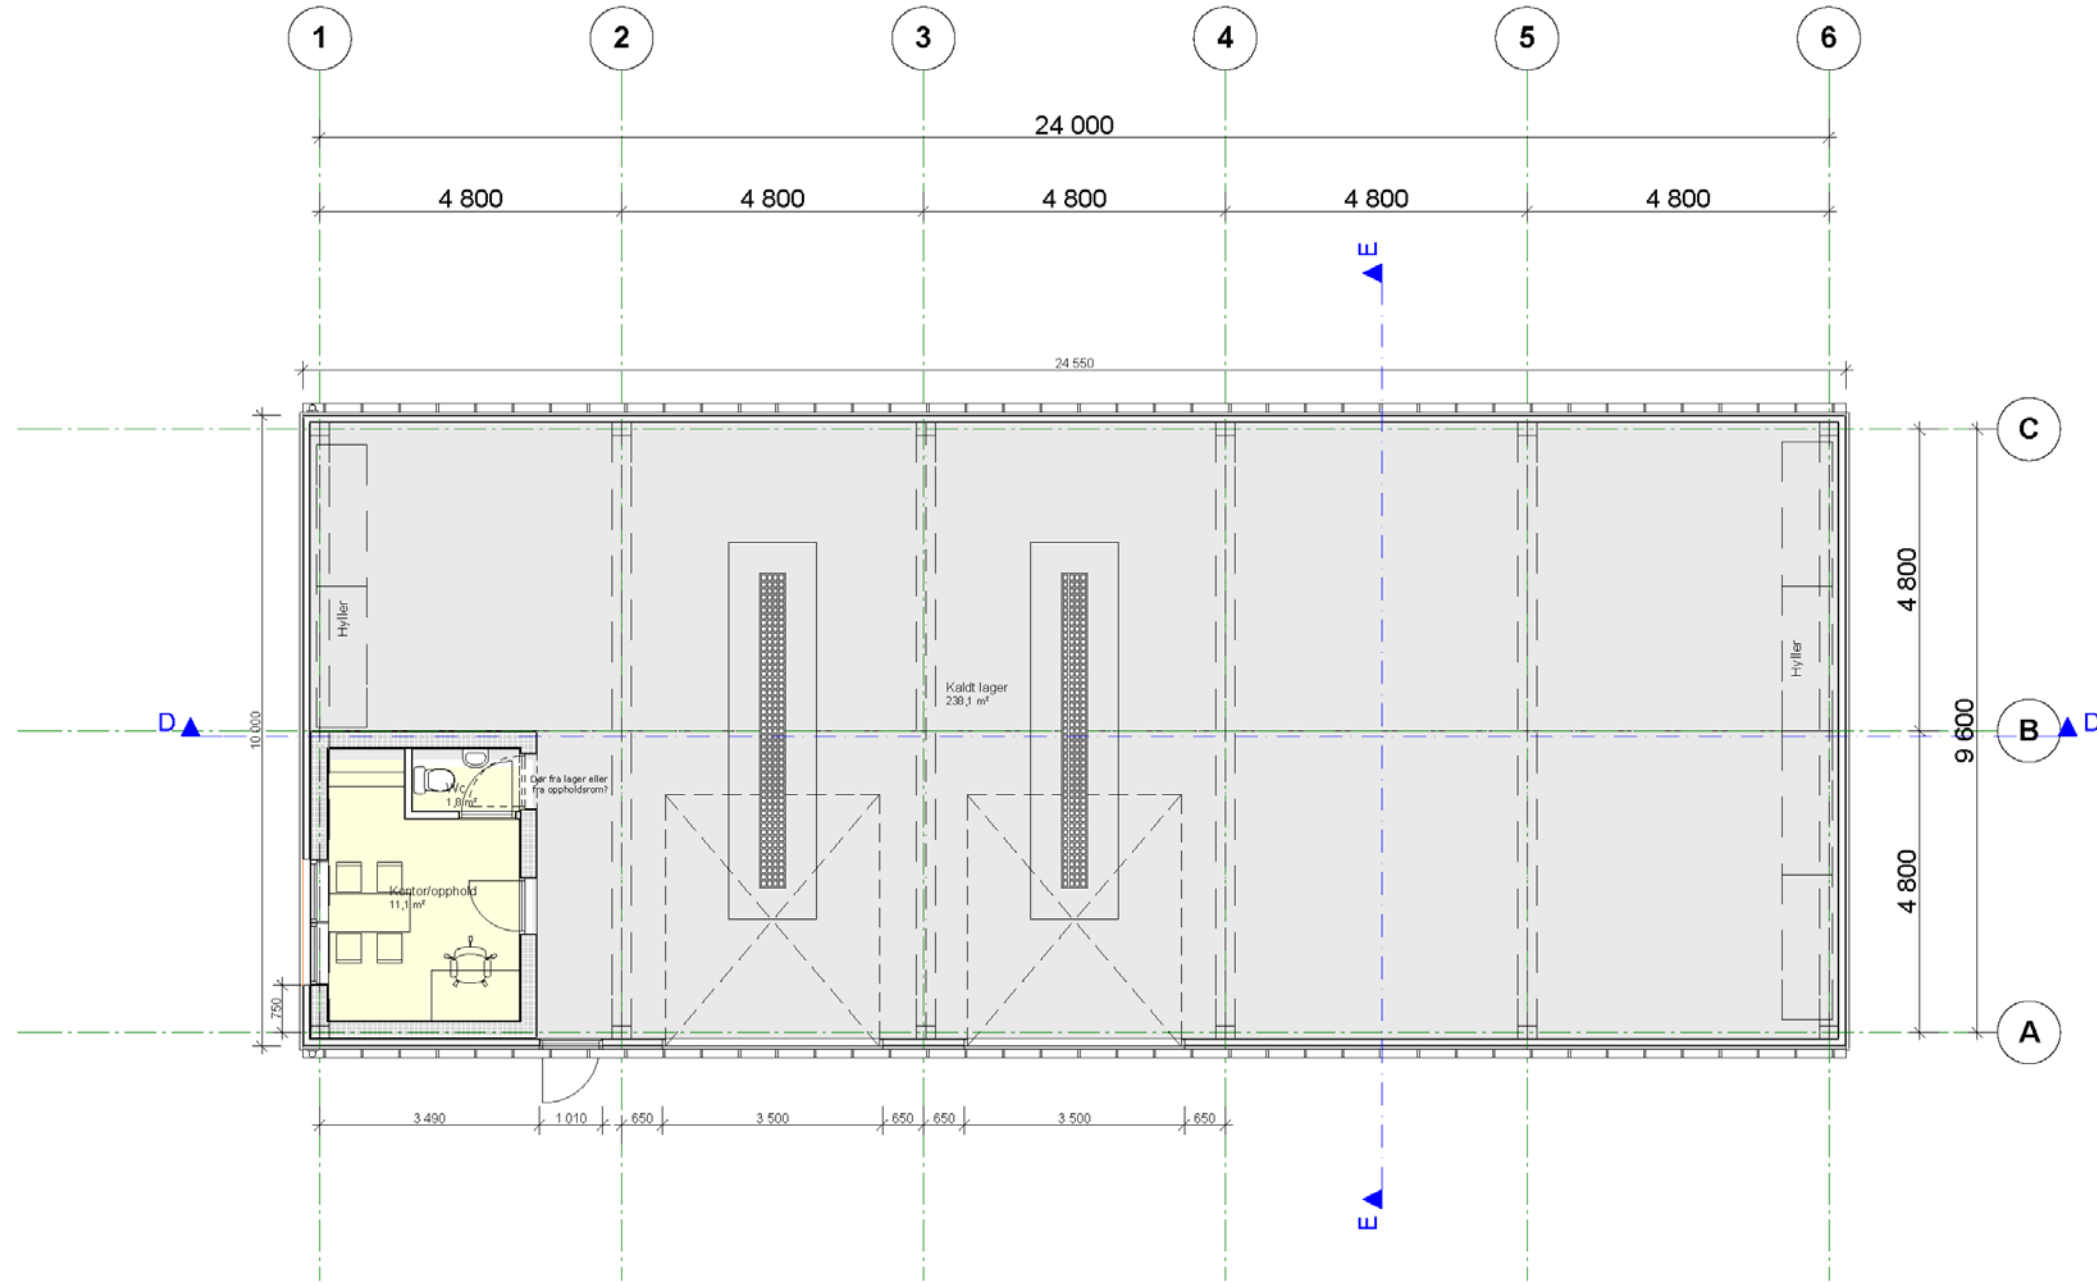 1 2 3 4 5 6
24 000
4 800 4 800 4 800 4 800 4 800
E
24 550
C
4 800
Hyller
Hyller
Kaldt lager
238,1 m²
D
10 000
B
D
9 600
Dør fra lager eller
fra oppholdsrom?
Wc
1,8 m²
4 800
Kontor/opphold
11,1 m²
750
A
3 490 1 010 650 3 500 650 650 3 500 650
E